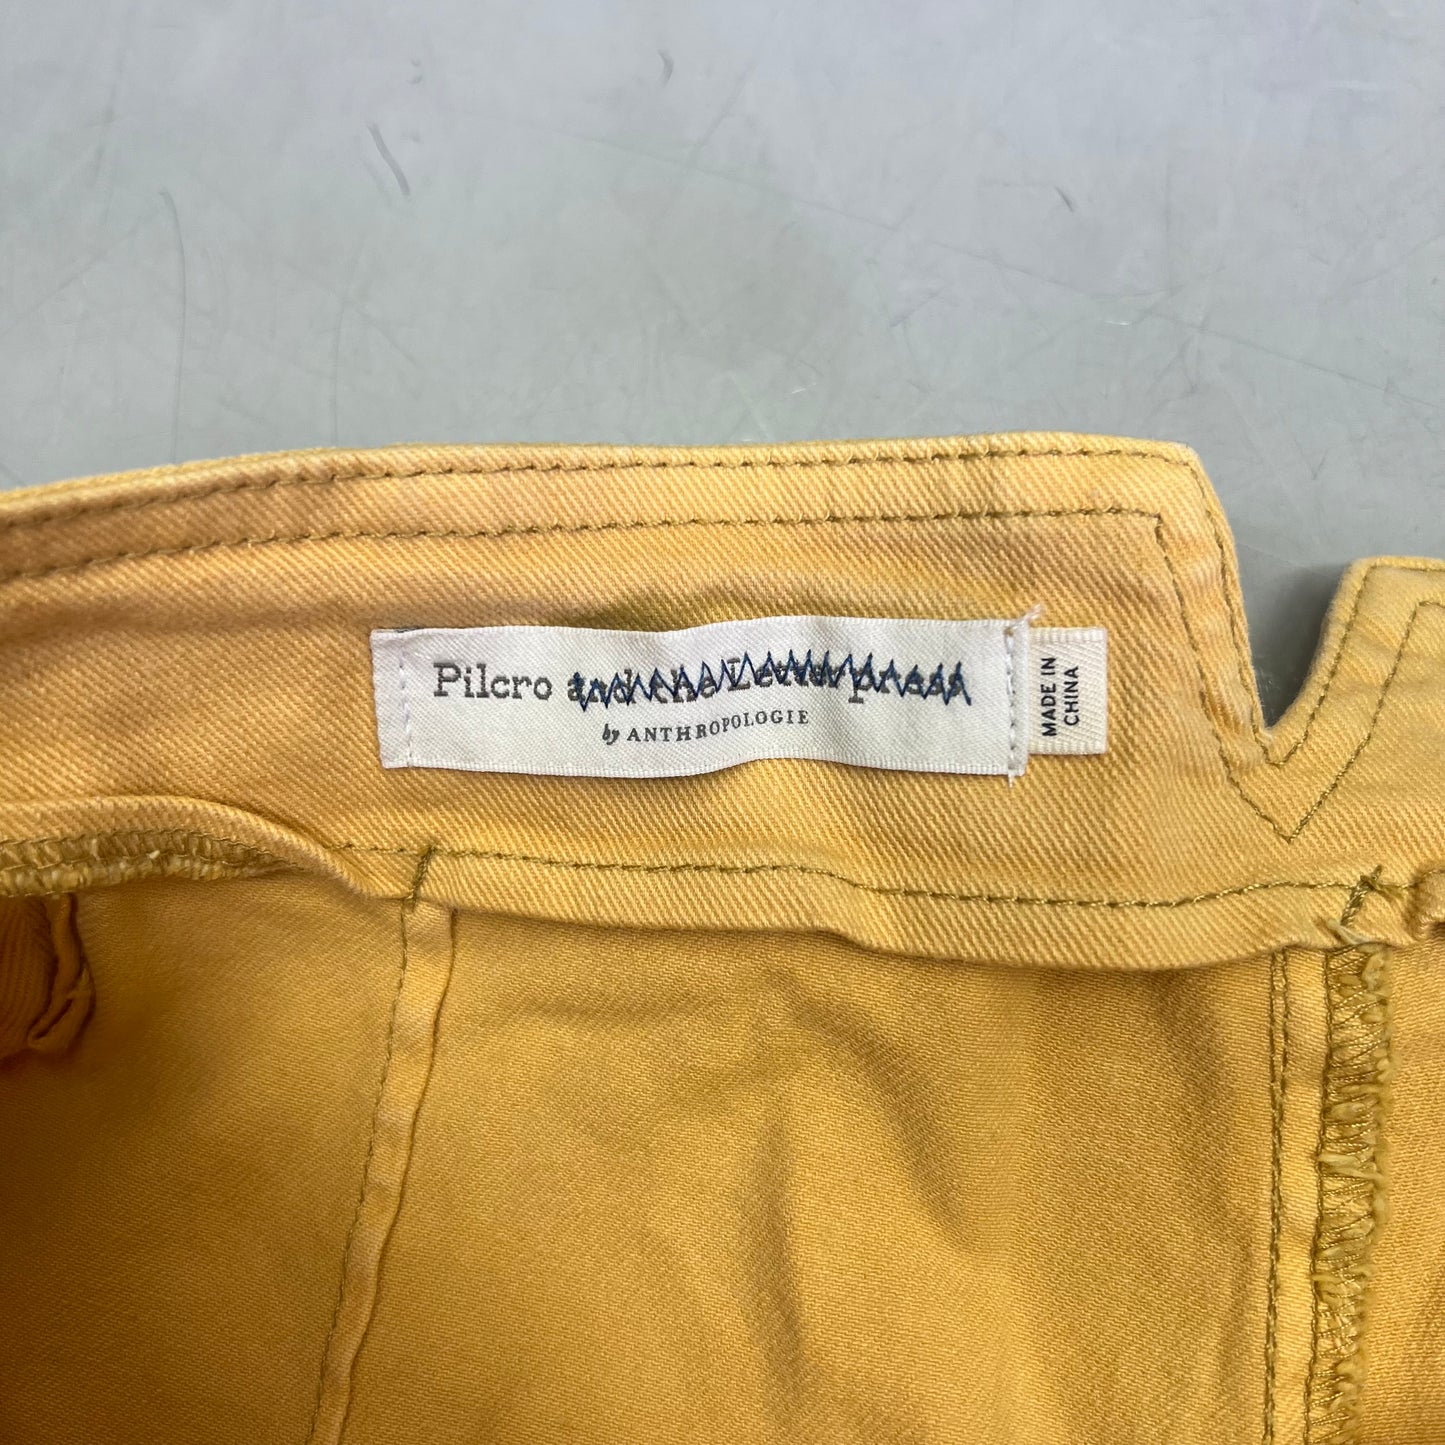 Pilcro and the Letterpress
by ANTHROPOLOGIE
MADE IN
CHINA